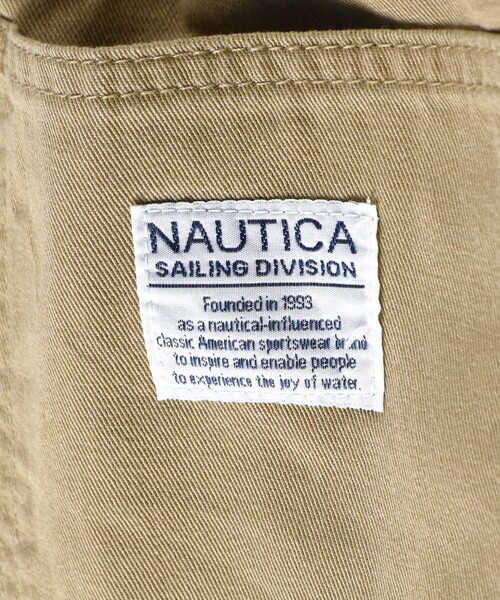 NAUTICA
SAILING DIVISION
Founded in 1993
as a nautical-influenced
classic American sportswear brand
to inspire and enable people
to experience the joy of water.